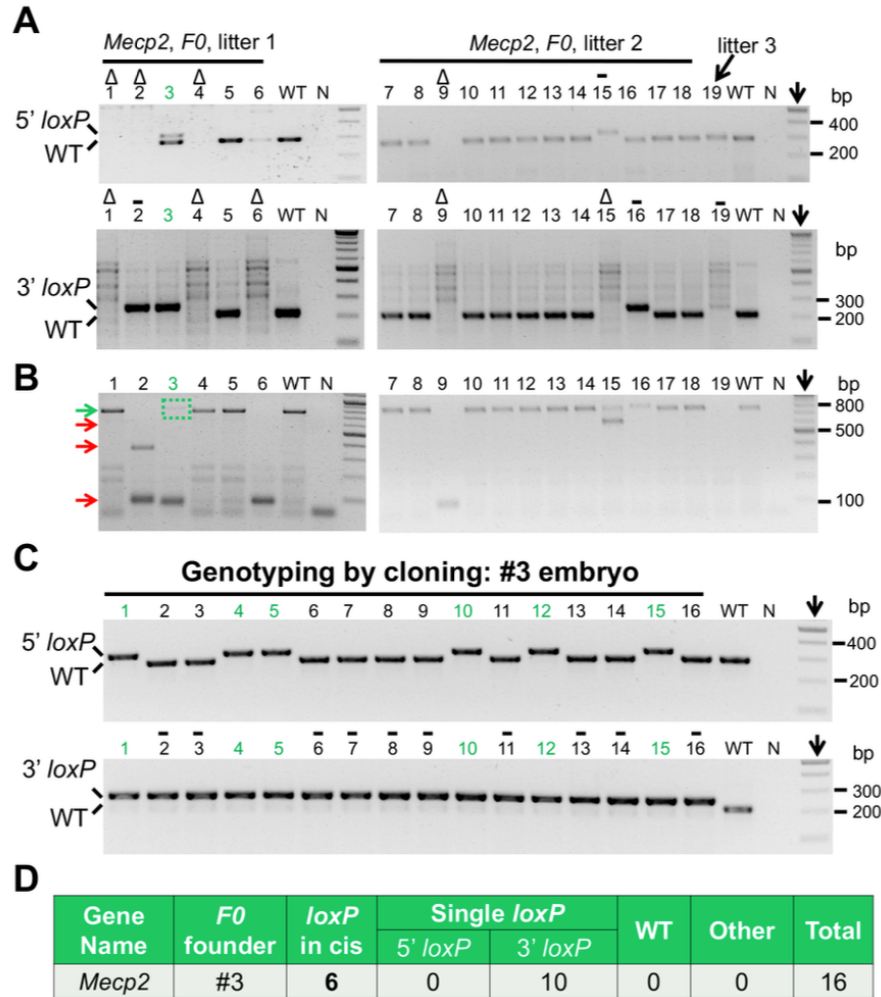 A
Mecp2, F0, litter 1
Mecp2, F0, litter 2
litter 3
Δ Δ Δ
1 2 3 4 5 6 WT N
Δ -
7 8 9 10 11 12 13 14 15 16 17 18 19 WT N
bp
5' loxP
WT
400
200
Δ - Δ Δ
1 2 3 4 5 6 WT N
Δ Δ - -
7 8 9 10 11 12 13 14 15 16 17 18 19 WT N
bp
3' loxP
WT
300
200
B
1 2 3 4 5 6 WT N
7 8 9 10 11 12 13 14 15 16 17 18 19 WT N
bp
800
500
100
C
Genotyping by cloning: #3 embryo
1 2 3 4 5 6 7 8 9 10 11 12 13 14 15 16 WT N
bp
5' loxP
WT
400
200
- - - - - - - - - -
1 2 3 4 5 6 7 8 9 10 11 12 13 14 15 16 WT N
bp
3' loxP
WT
300
200
D
Gene Name F0 founder loxP in cis Single loxP WT Other Total
5' loxP 3' loxP
Mecp2 #3 6 0 10 0 0 16